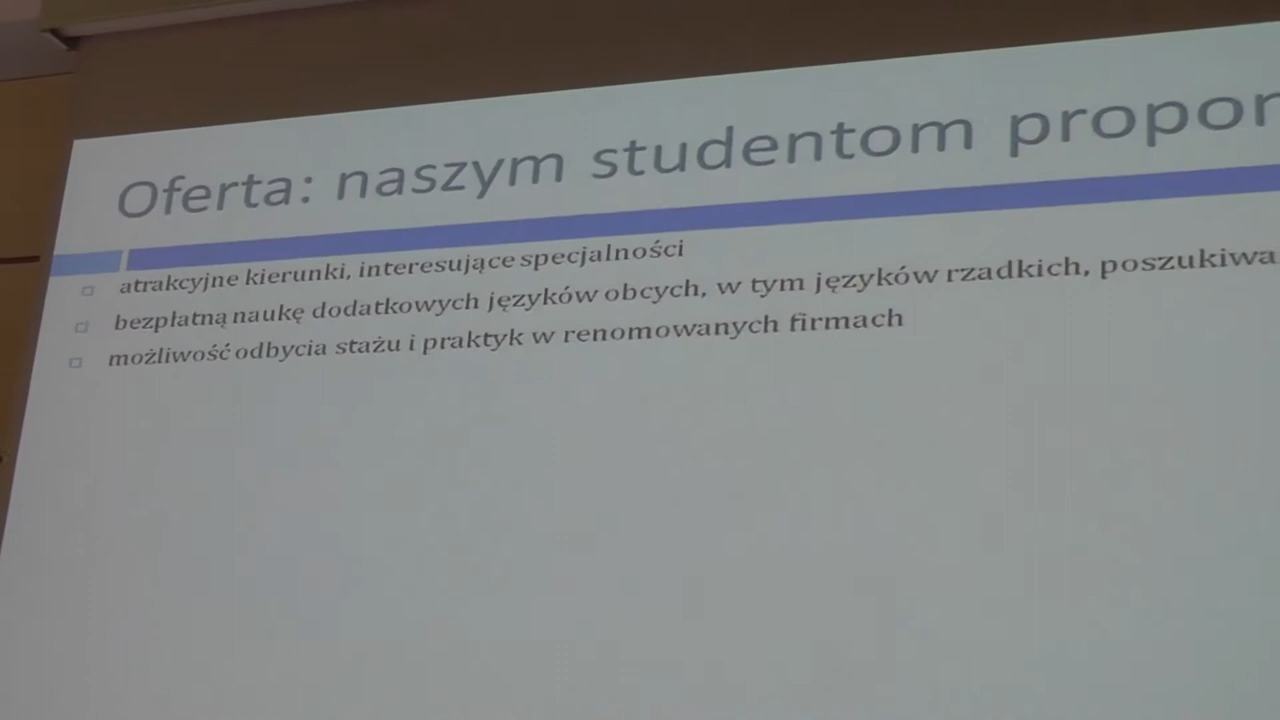 Oferta: naszym studentom propon
atrakcyjne kierunki, interesujące specjalności
bezpłatną naukę dodatkowych języków obcych, w tym języków rzadkich, poszukiwa
możliwość odbycia stażu i praktyk w renomowanych firmach